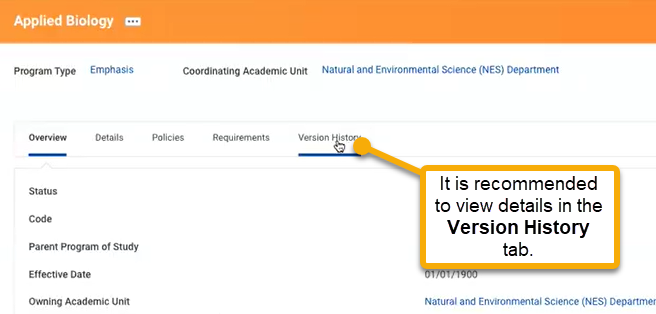 Applied Biology
Program Type Emphasis Coordinating Academic Unit Natural and Environmental Science (NES) Department
Overview Details Policies Requirements Version History
Status
Code
Parent Program of Study
Effective Date 01/01/1900
Owning Academic Unit Natural and Environmental Science (NES) Departme
It is recommended
to view details in the
Version History
tab.